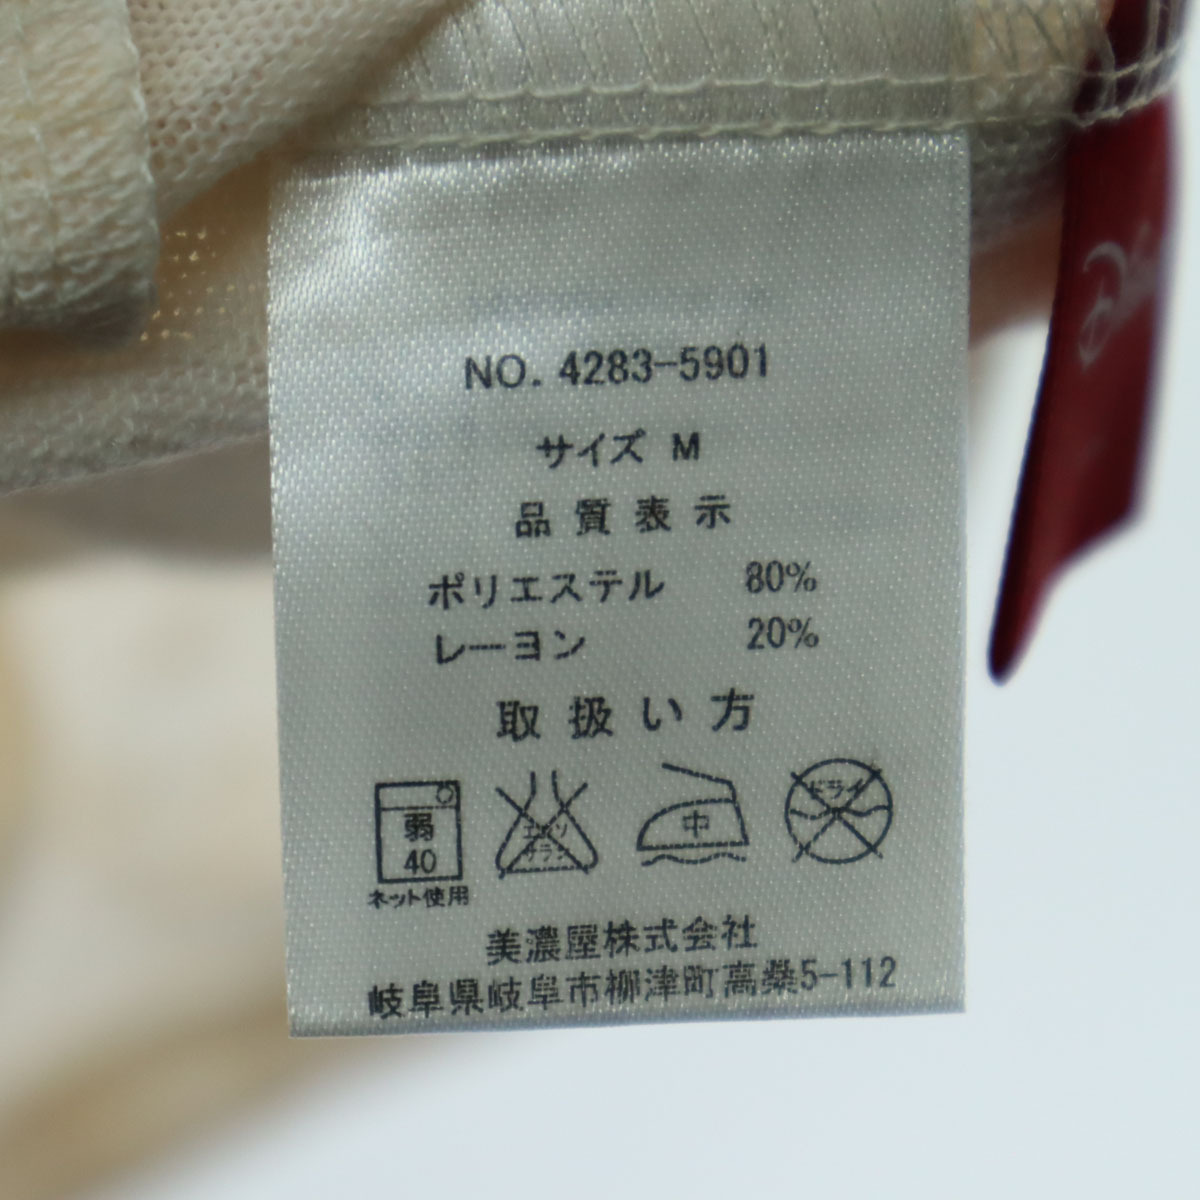 NO. 4283-5901
サイズ M
品質表示
ポリエステル 80%
レーヨン 20%
取扱い方
弱
40
ネット使用
エンソ
サラシ
中
ドライ
美濃屋株式会社
岐阜県岐阜市柳津町高桑5-112